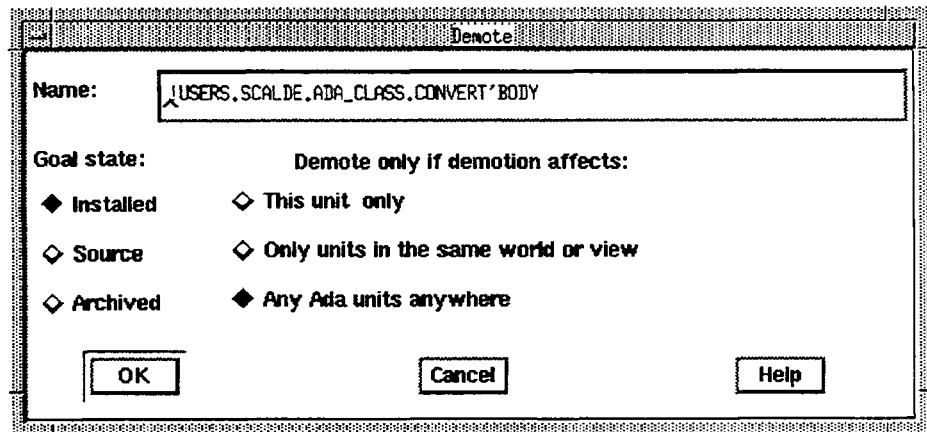 Demote
Name: !USERS.SCALDE.ADA_CLASS.CONVERT'BODY
Goal state: Demote only if demotion affects:
Installed This unit only
Source Only units in the same world or view
Archived Any Ada units anywhere
OK Cancel Help